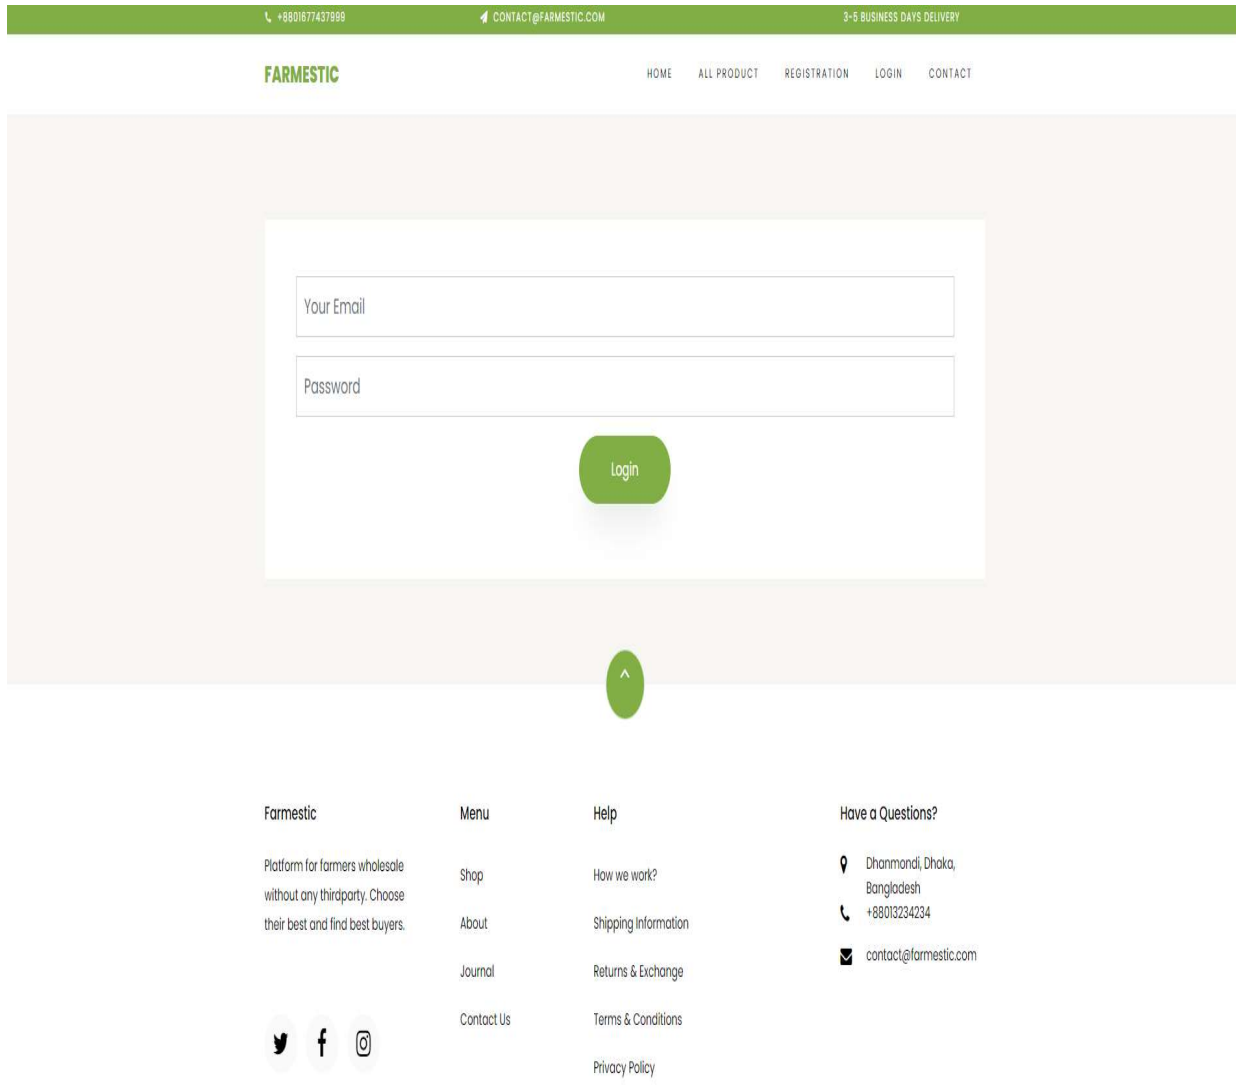 +8801677437999 CONTACT@FARMESTIC.COM 3-5 BUSINESS DAYS DELIVERY
FARMESTIC HOME ALL PRODUCT REGISTRATION LOGIN CONTACT
Your Email
Password
Login
Farmestic
Platform for farmers wholesale
without any thirdparty. Choose
their best and find best buyers.
Menu
Shop
About
Journal
Contact Us
Help
How we work?
Shipping Information
Returns & Exchange
Terms & Conditions
Privacy Policy
Have a Questions?
Dhanmondi, Dhaka,
Bangladesh
+88013234234
contact@farmestic.com